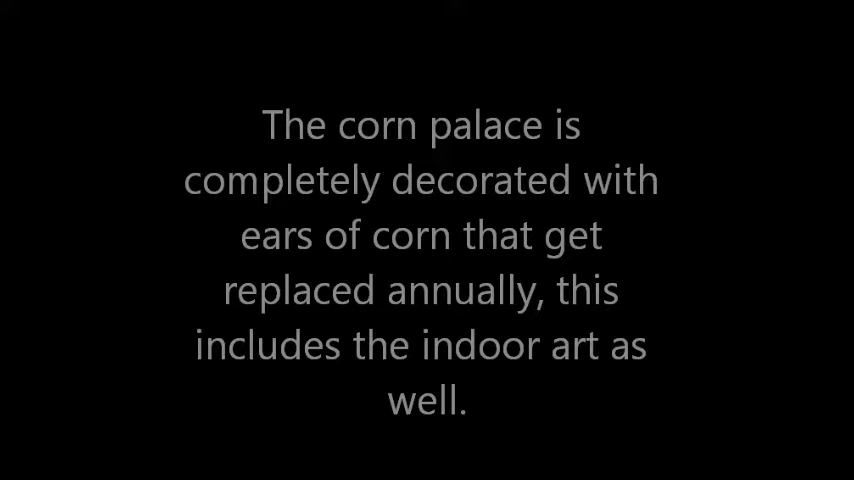 The corn palace is
completely decorated with
ears of corn that get
replaced annually, this
includes the indoor art as
well.